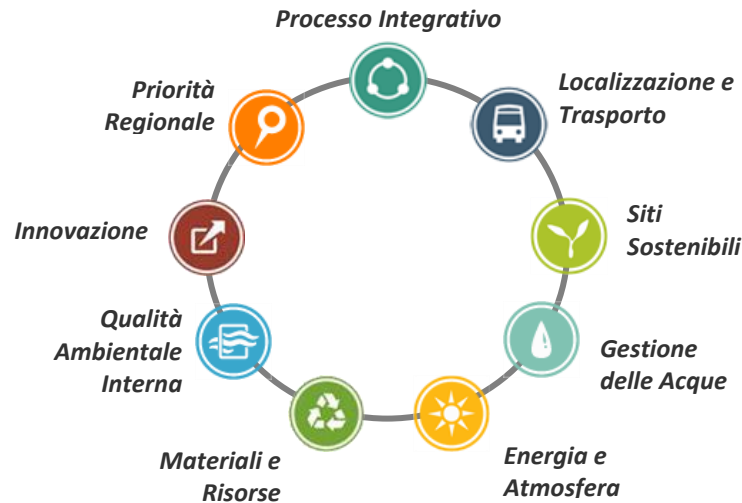 Processo Integrativo
Localizzazione e
Trasporto
Siti
Sostenibili
Gestione
delle Acque
Energia e
Atmosfera
Materiali e
Risorse
Qualità
Ambientale
Interna
Innovazione
Priorità
Regionale